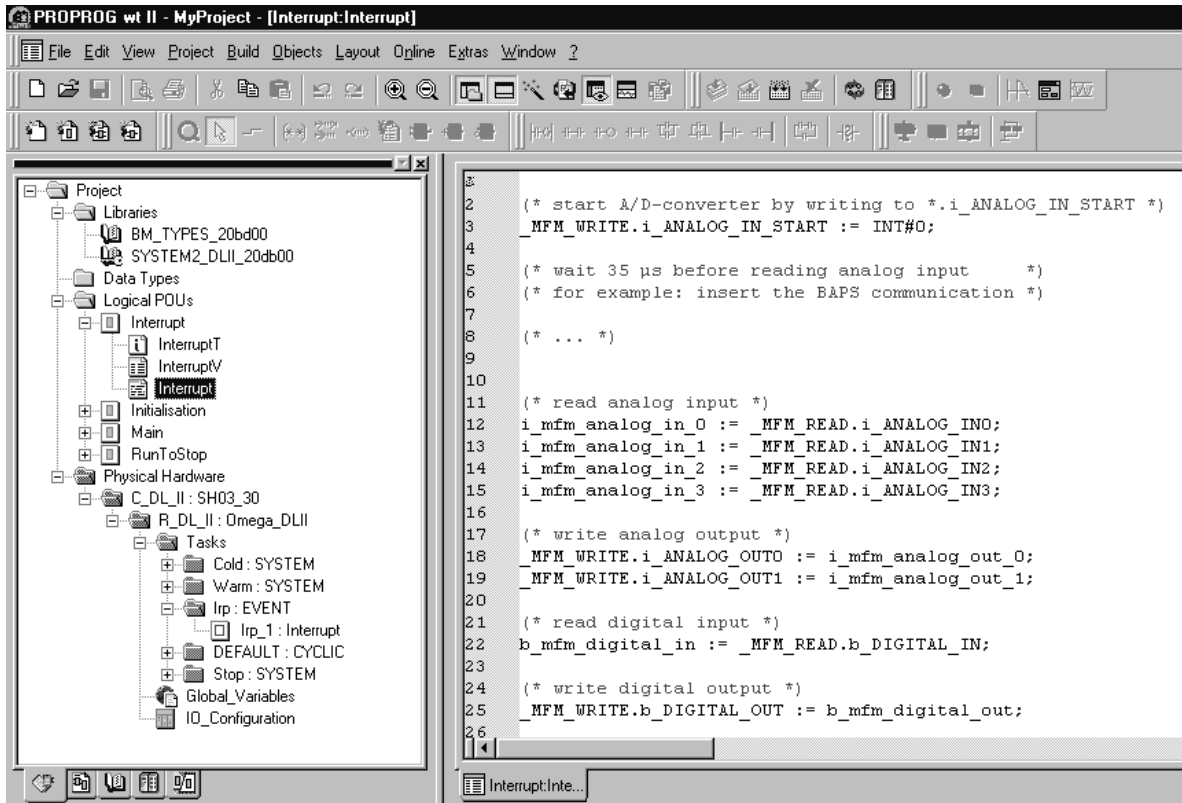 PROPROG wt II - MyProject - [Interrupt:Interrupt]
File Edit View Project Build Objects Layout Online Extras Window ?
Project
Libraries
BM_TYPES_20bd00
SYSTEM2_DLII_20db00
Data Types
Logical POUs
Interrupt
InterruptT
InterruptV
Interrupt
Initialisation
Main
RunToStop
Physical Hardware
C_DL_II : SH03_30
R_DL_II : Omega_DLII
Tasks
Cold : SYSTEM
Warm : SYSTEM
Irp : EVENT
Irp_1 : Interrupt
DEFAULT : CYCLIC
Stop : SYSTEM
Global_Variables
IO_Configuration
1
2 (* start A/D-converter by writing to *.i_ANALOG_IN_START *)
3 _MFM_WRITE.i_ANALOG_IN_START := INT#0;
4
5 (* wait 35 µs before reading analog input *)
6 (* for example: insert the BAPS communication *)
7
8 (* ... *)
9
10
11 (* read analog input *)
12 i_mfm_analog_in_0 := _MFM_READ.i_ANALOG_IN0;
13 i_mfm_analog_in_1 := _MFM_READ.i_ANALOG_IN1;
14 i_mfm_analog_in_2 := _MFM_READ.i_ANALOG_IN2;
15 i_mfm_analog_in_3 := _MFM_READ.i_ANALOG_IN3;
16
17 (* write analog output *)
18 _MFM_WRITE.i_ANALOG_OUT0 := i_mfm_analog_out_0;
19 _MFM_WRITE.i_ANALOG_OUT1 := i_mfm_analog_out_1;
20
21 (* read digital input *)
22 b_mfm_digital_in := _MFM_READ.b_DIGITAL_IN;
23
24 (* write digital output *)
25 _MFM_WRITE.b_DIGITAL_OUT := b_mfm_digital_out;
26
Interrupt:Inte...